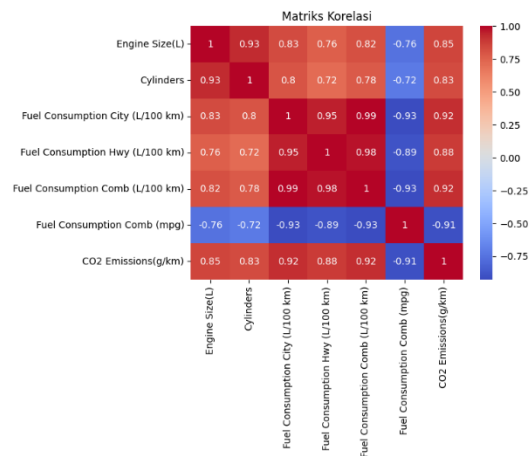 Matriks Korelasi
Engine Size(L) 1 0.93 0.83 0.76 0.82 -0.76 0.85
Cylinders 0.93 1 0.8 0.72 0.78 -0.72 0.83
Fuel Consumption City (L/100 km) 0.83 0.8 1 0.95 0.99 -0.93 0.92
Fuel Consumption Hwy (L/100 km) 0.76 0.72 0.95 1 0.98 -0.89 0.88
Fuel Consumption Comb (L/100 km) 0.82 0.78 0.99 0.98 1 -0.93 0.92
Fuel Consumption Comb (mpg) -0.76 -0.72 -0.93 -0.89 -0.93 1 -0.91
CO2 Emissions(g/km) 0.85 0.83 0.92 0.88 0.92 -0.91 1
Engine Size(L)
Cylinders
Fuel Consumption City (L/100 km)
Fuel Consumption Hwy (L/100 km)
Fuel Consumption Comb (L/100 km)
Fuel Consumption Comb (mpg)
CO2 Emissions(g/km)
1.00
0.75
0.50
0.25
0.00
−0.25
−0.50
−0.75